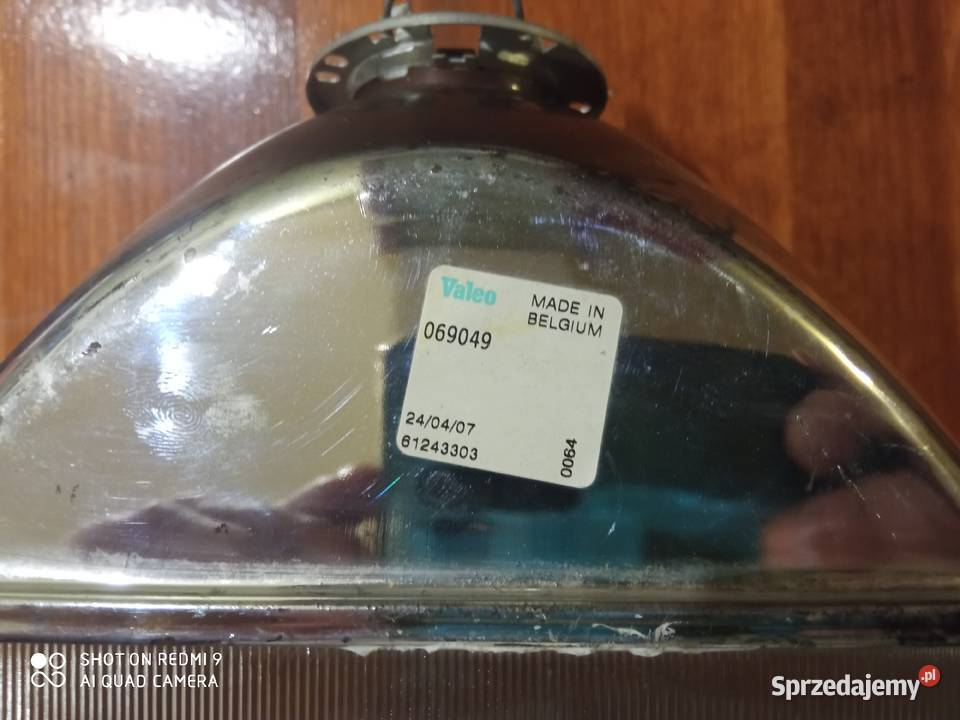 Valeo
MADE IN
BELGIUM
069049
24/04/07
61243303
0064
SHOT ON REDMI 9
AI QUAD CAMERA
Sprzedajemy.pl